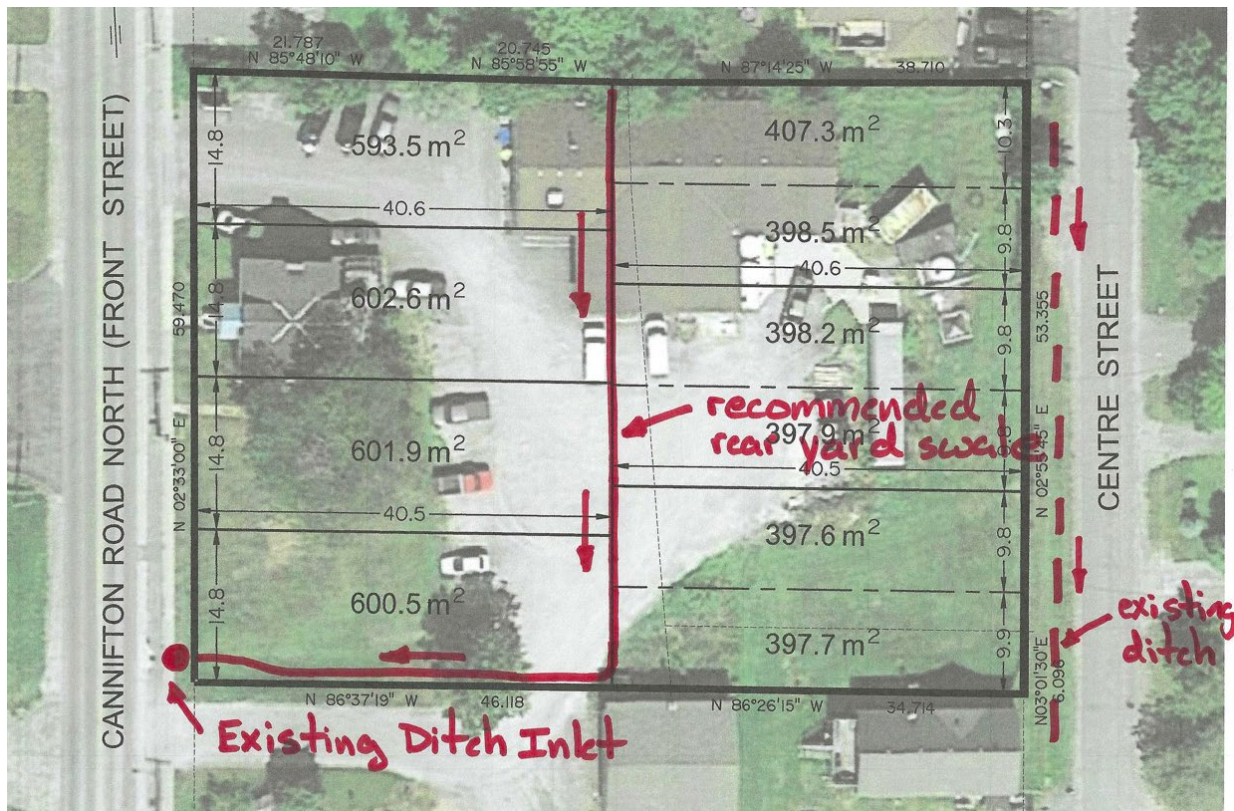 21.787
N 85°48'10" W
20.745
N 85°58'55" W
N 87°14'25" W
38.710
CANNIFTON ROAD NORTH (FRONT STREET)
14.8
593.5 m²
407.3 m²
10.3
40.6
398.5 m²
9.8
40.6
14.8
602.6 m²
59.470
398.2 m²
9.8
53.355
CENTRE STREET
recommended
rear yard swale
14.8
601.9 m²
397.9 m²
9.8
N 02°33'00" E
N 02°55'45" E
40.5
40.5
397.6 m²
9.8
14.8
600.5 m²
397.7 m²
9.9
existing
ditch
N03°01'30"E
6.096
N 86°37'19" W
46.118
N 86°26'15" W
34.714
Existing Ditch Inlet